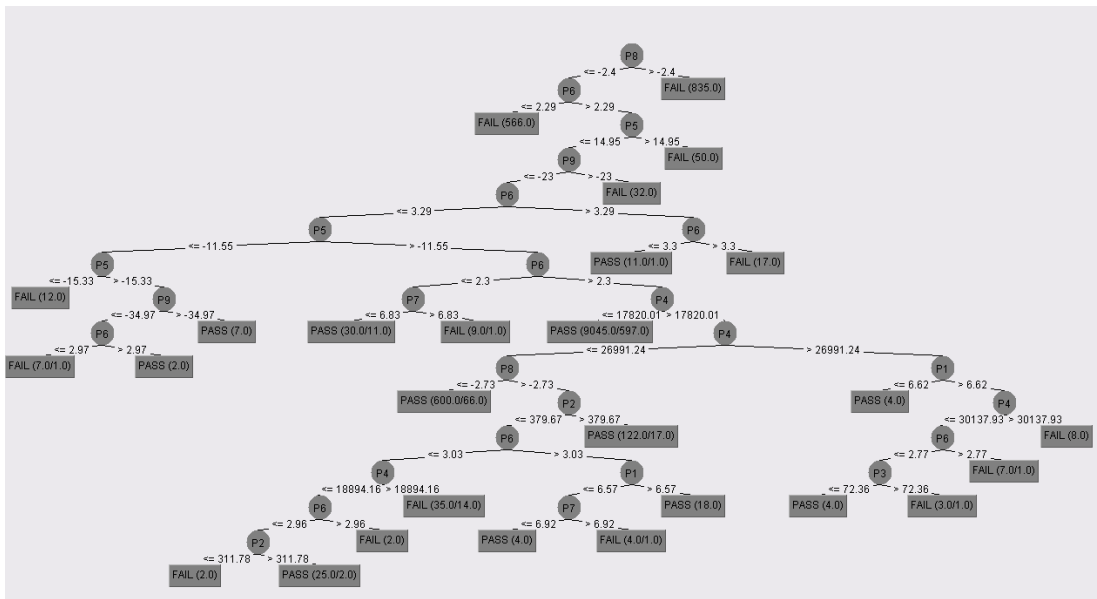 P8
<= -2.4 > -2.4
P6 FAIL (835.0)
<= 2.29 > 2.29
FAIL (566.0) P5
<= 14.95 > 14.95
P9 FAIL (50.0)
<= -23 > -23
P6 FAIL (32.0)
<= 3.29 > 3.29
P5 P6
<= -11.55 > -11.55 <= 3.3 > 3.3
P5 P6 PASS (11.0/1.0) FAIL (17.0)
<= -15.33 > -15.33 <= 2.3 > 2.3
FAIL (12.0) P9 P7 P4
<= -34.97 > -34.97 <= 6.83 > 6.83 <= 17820.01 > 17820.01
P6 PASS (7.0) PASS (30.0/11.0) FAIL (9.0/1.0) PASS (9045.0/597.0) P4
<= 2.97 > 2.97 <= 26991.24 > 26991.24
FAIL (7.0/1.0) PASS (2.0) P8 P1
<= -2.73 > -2.73 <= 6.62 > 6.62
PASS (600.0/66.0) P2 PASS (4.0) P4
<= 379.67 > 379.67 <= 30137.93 > 30137.93
P6 PASS (122.0/17.0) P6 FAIL (8.0)
<= 3.03 > 3.03 <= 2.77 > 2.77
P4 P1 P3 FAIL (7.0/1.0)
<= 18894.16 > 18894.16 <= 6.57 > 6.57 <= 72.36 > 72.36
P6 FAIL (35.0/14.0) P7 PASS (18.0) PASS (4.0) FAIL (3.0/1.0)
<= 2.96 > 2.96 <= 6.92 > 6.92
P2 FAIL (2.0) PASS (4.0) FAIL (4.0/1.0)
<= 311.78 > 311.78
FAIL (2.0) PASS (25.0/2.0)